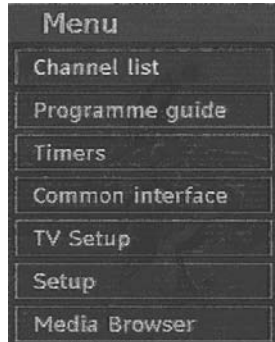 Menu
Channel list
Programme guide
Timers
Common interface
TV Setup
Setup
Media Browser